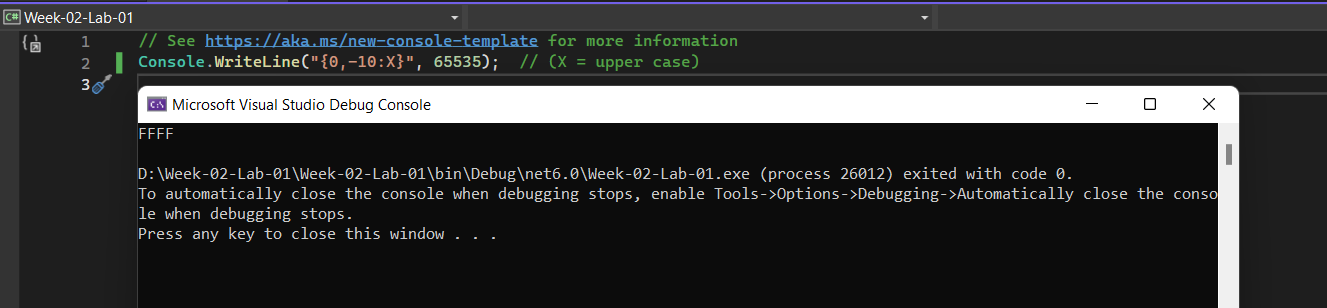 C# Week-02-Lab-01
1 // See https://aka.ms/new-console-template for more information
2 Console.WriteLine("{0,-10:X}", 65535);  // (X = upper case)
3
C:\ Microsoft Visual Studio Debug Console
FFFF
D:\Week-02-Lab-01\Week-02-Lab-01\bin\Debug\net6.0\Week-02-Lab-01.exe (process 26012) exited with code 0.
To automatically close the console when debugging stops, enable Tools->Options->Debugging->Automatically close the conso
le when debugging stops.
Press any key to close this window . . .